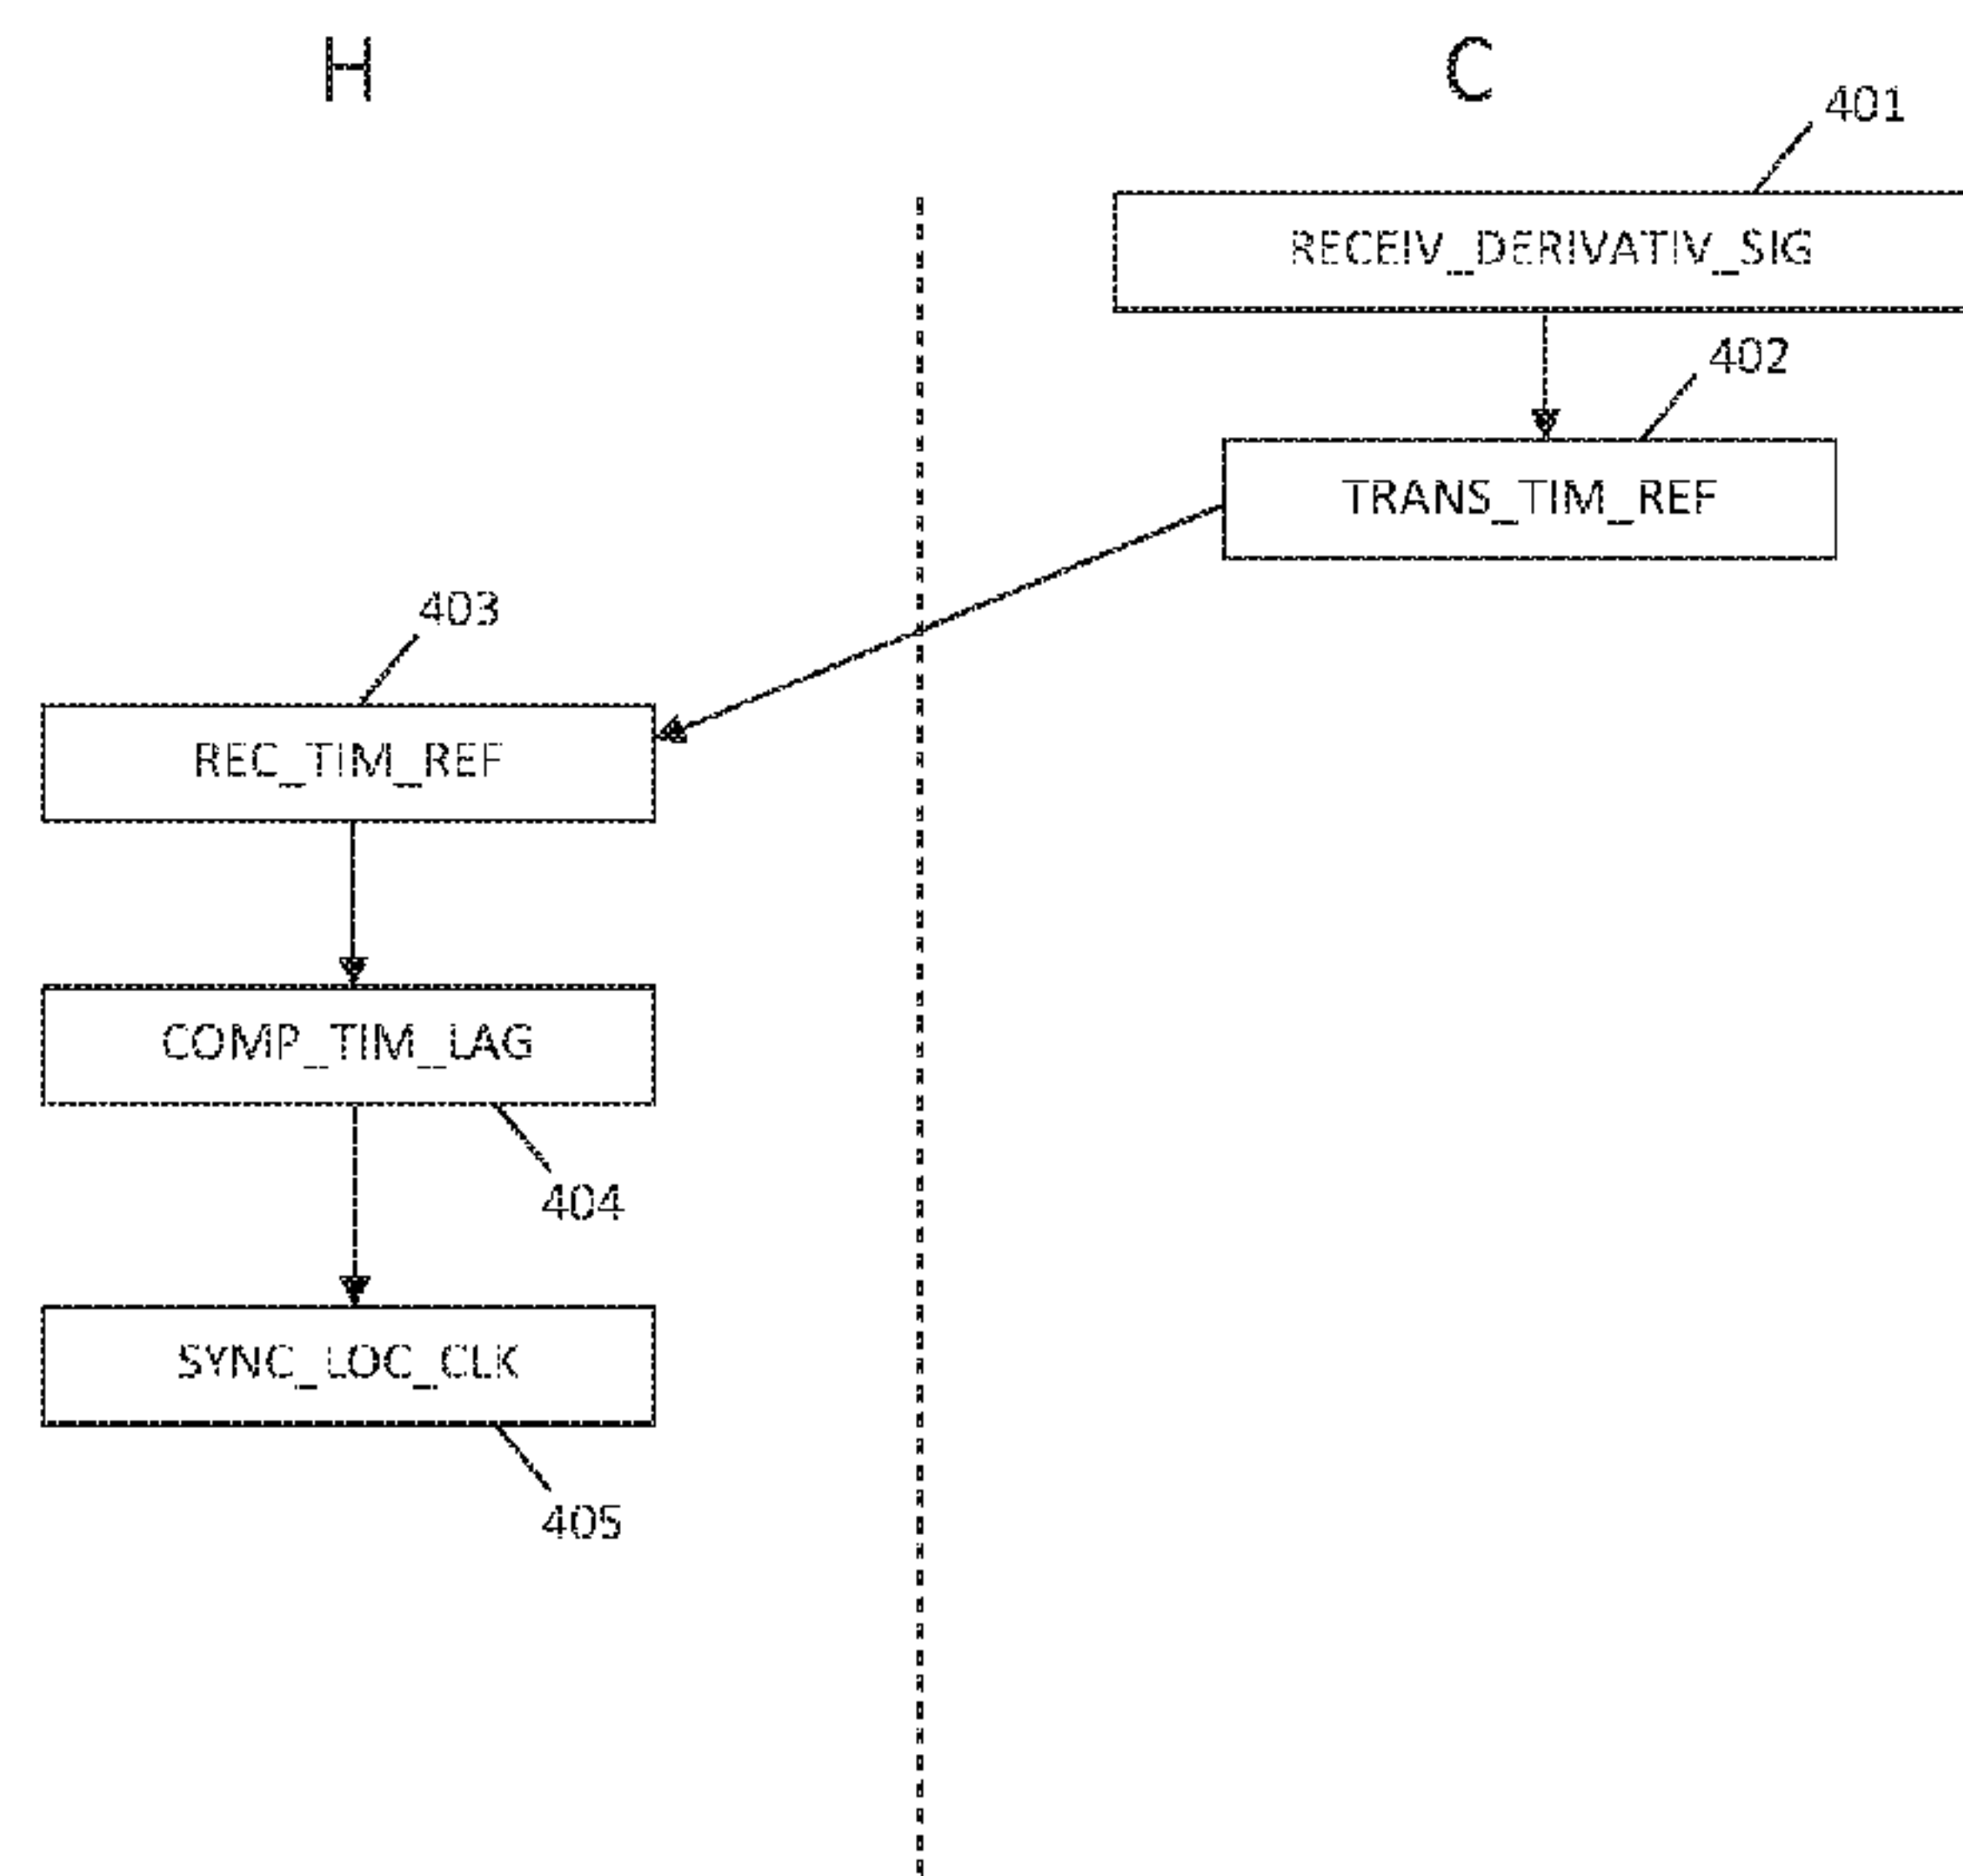 H
C
401
RECEIV_DERIVATIV_SIG
402
TRANS_TIM_REF
403
REC_TIM_REF
COMP_TIM_LAG
404
SYNC_LOC_CLK
405